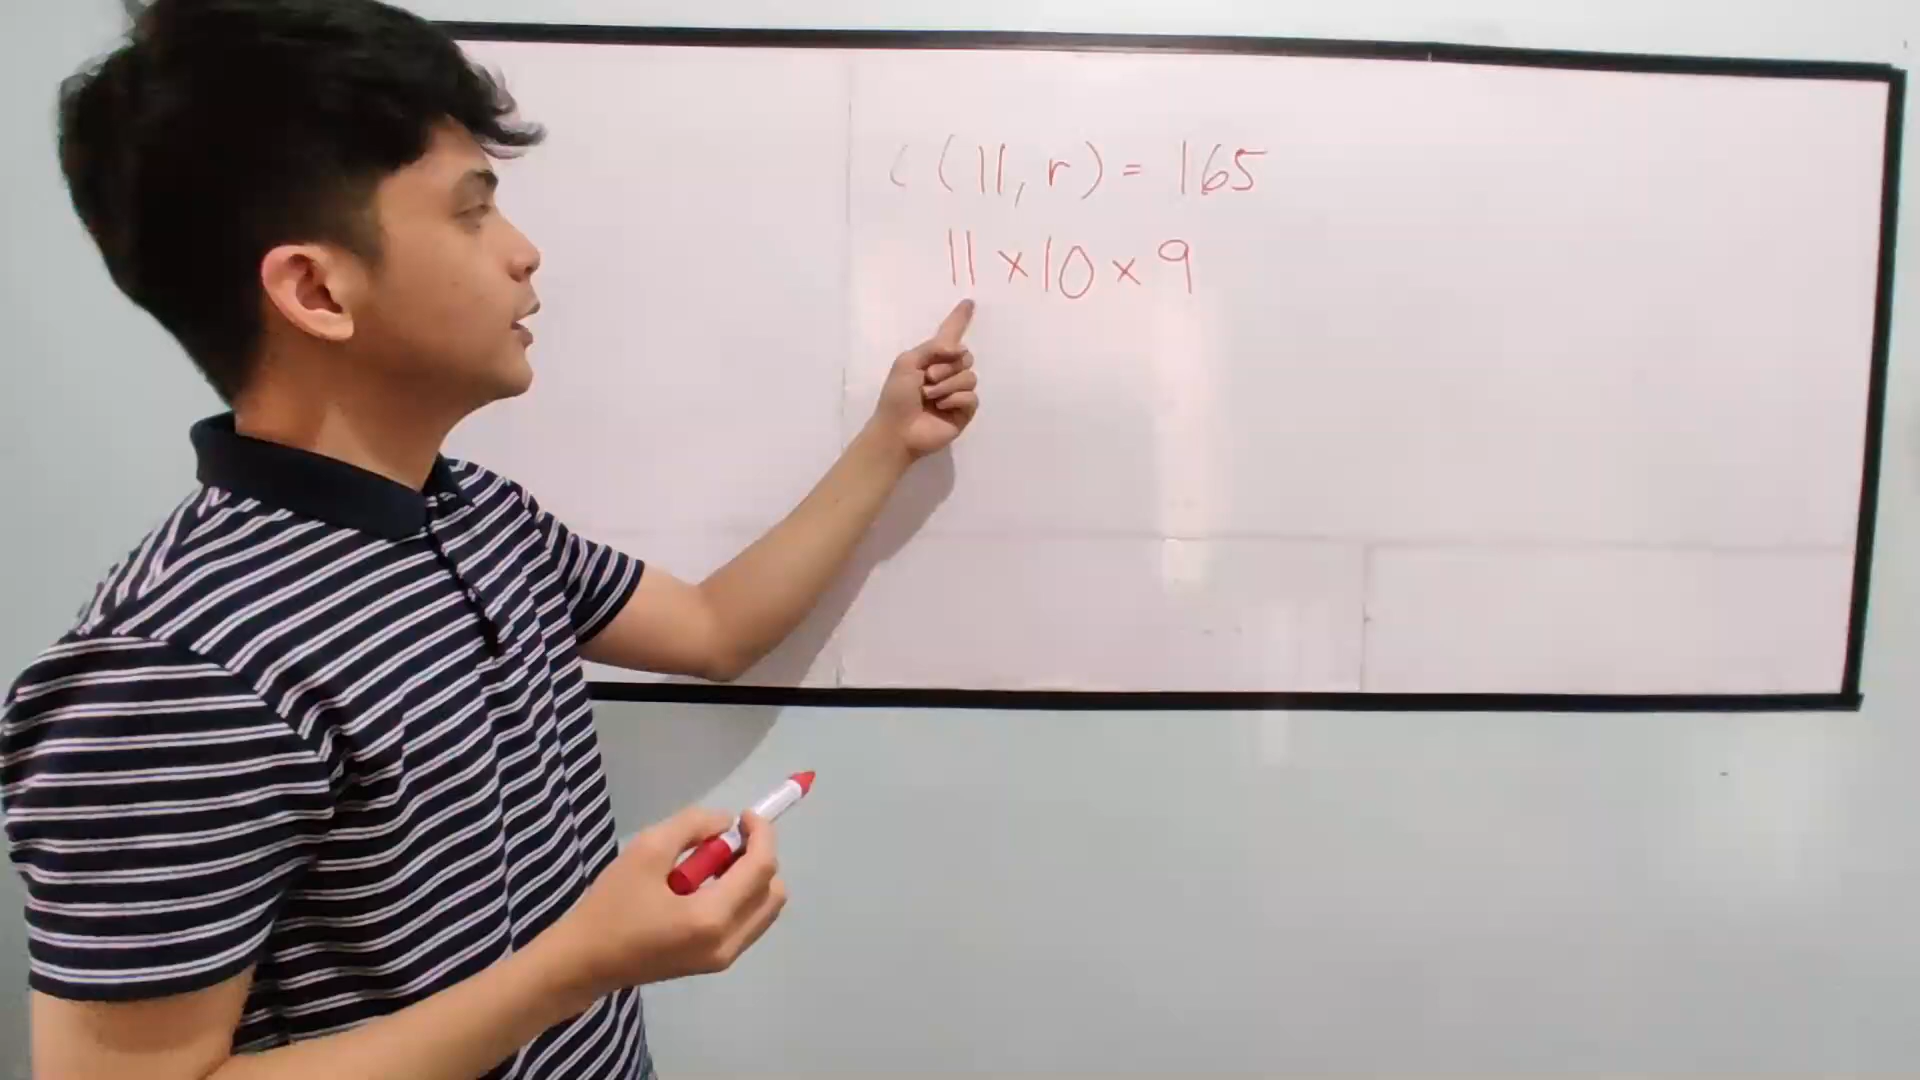 C(11, r) = 165
11 × 10 × 9